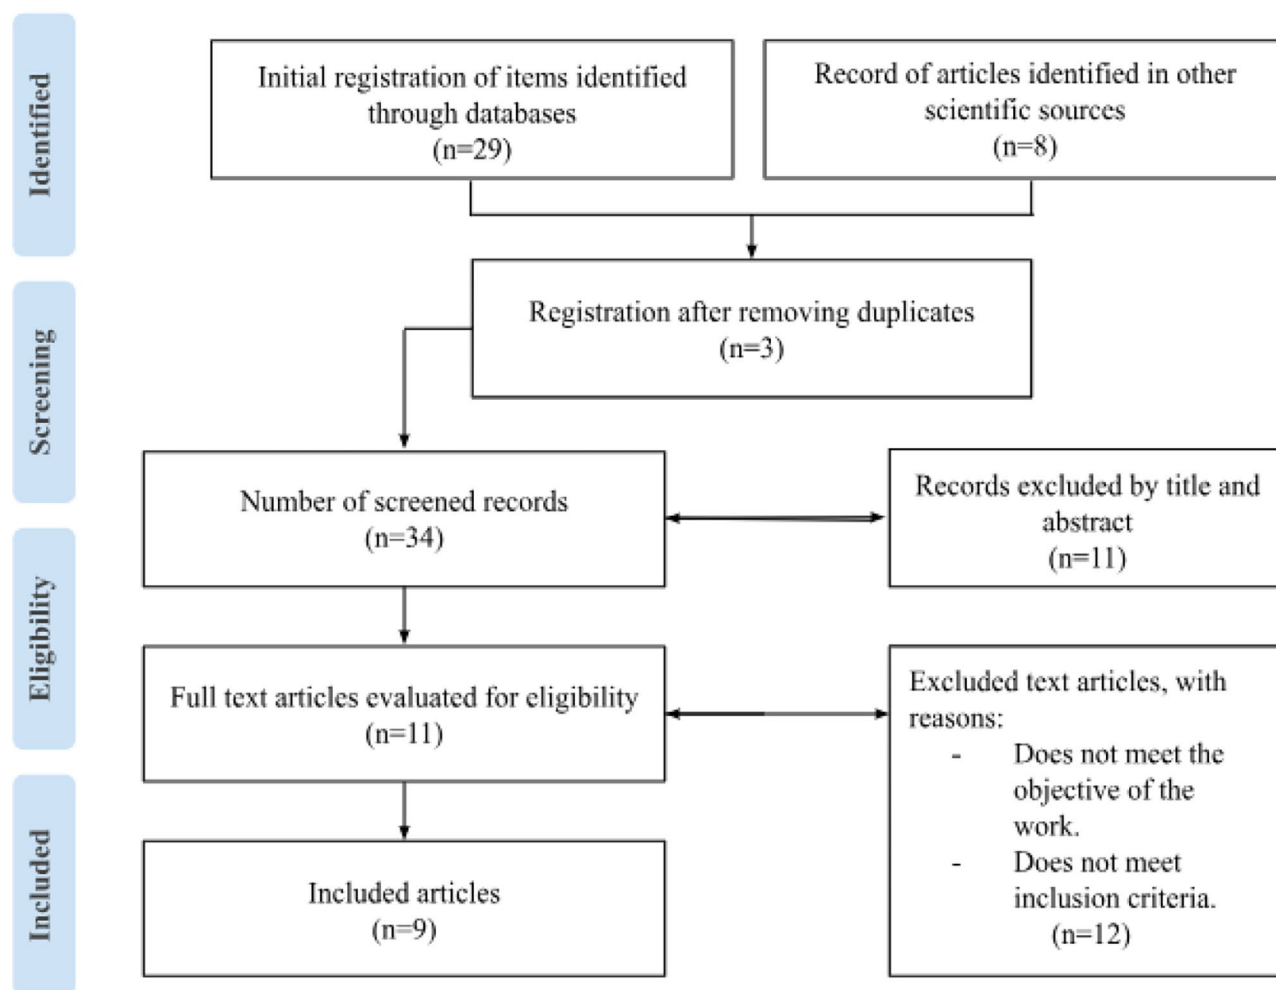 Identified
Initial registration of items identified
through databases
(n=29)
Record of articles identified in other
scientific sources
(n=8)
Screening
Registration after removing duplicates
(n=3)
Number of screened records
(n=34)
Records excluded by title and
abstract
(n=11)
Eligibility
Full text articles evaluated for eligibility
(n=11)
Excluded text articles, with
reasons:
- Does not meet the
objective of the
work.
- Does not meet
inclusion criteria.
(n=12)
Included
Included articles
(n=9)